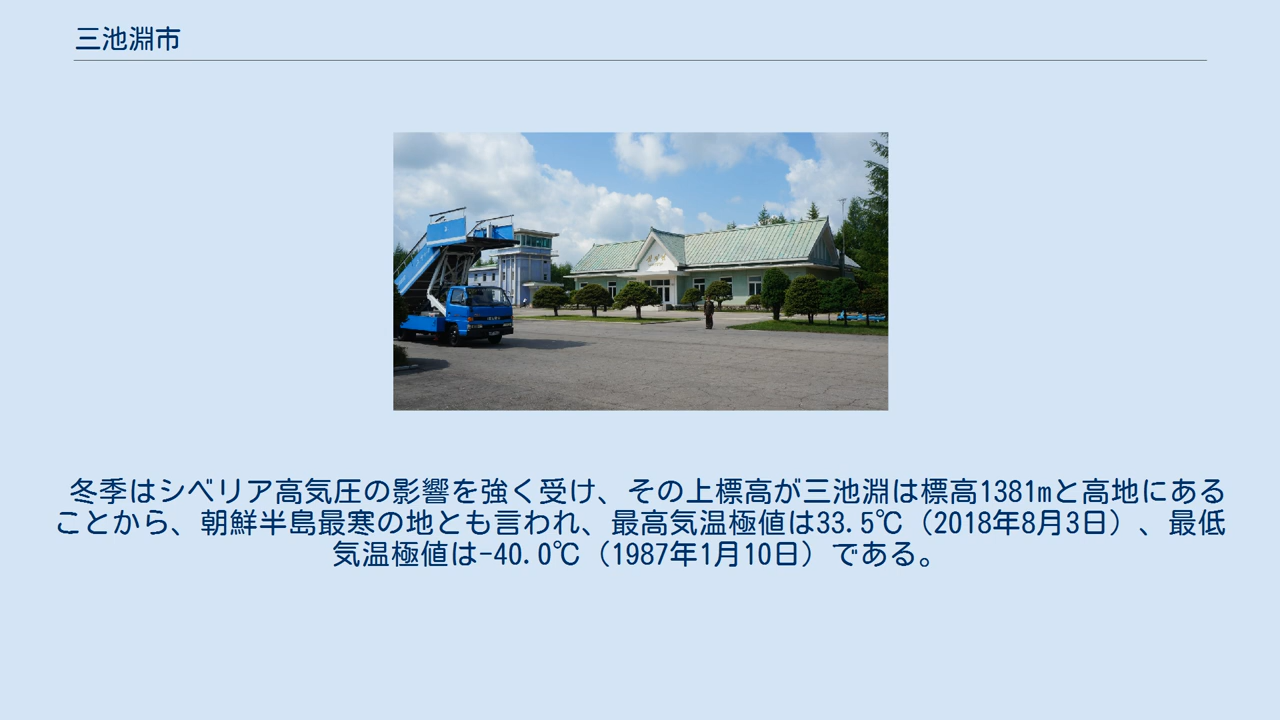 三池淵市
冬季はシベリア高気圧の影響を強く受け、その上標高が三池淵は標高1381mと高地にある
ことから、朝鮮半島最寒の地とも言われ、最高気温極値は33.5℃（2018年8月3日）、最低
気温極値は-40.0℃（1987年1月10日）である。